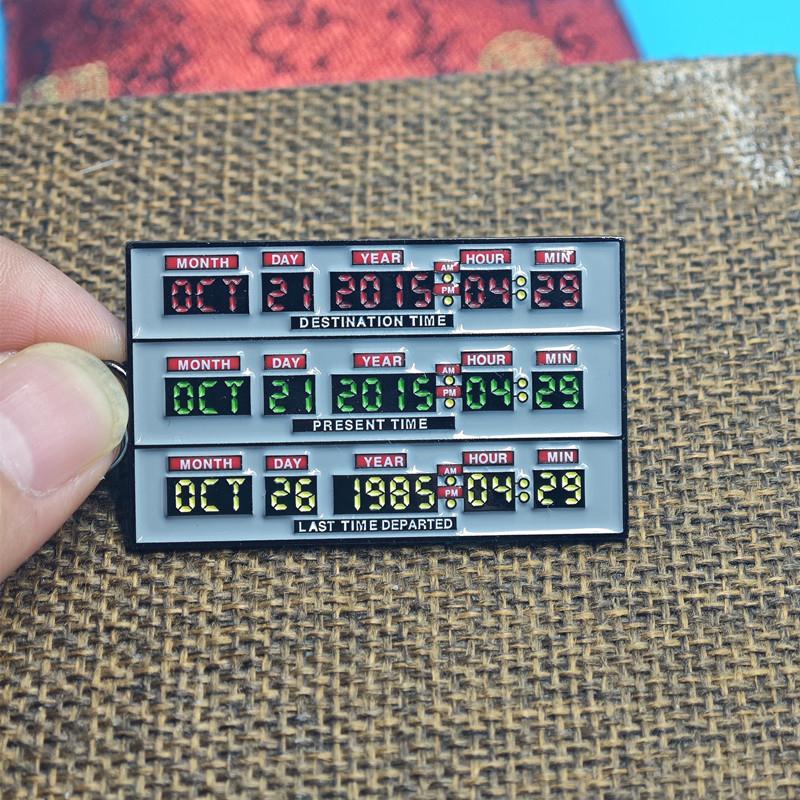 MONTH DAY YEAR AM HOUR MIN
OCT 21 2015 PM 04:29
DESTINATION TIME
MONTH DAY YEAR AM HOUR MIN
OCT 21 2015 PM 04:29
PRESENT TIME
MONTH DAY YEAR AM HOUR MIN
OCT 26 1985 PM 04:29
LAST TIME DEPARTED